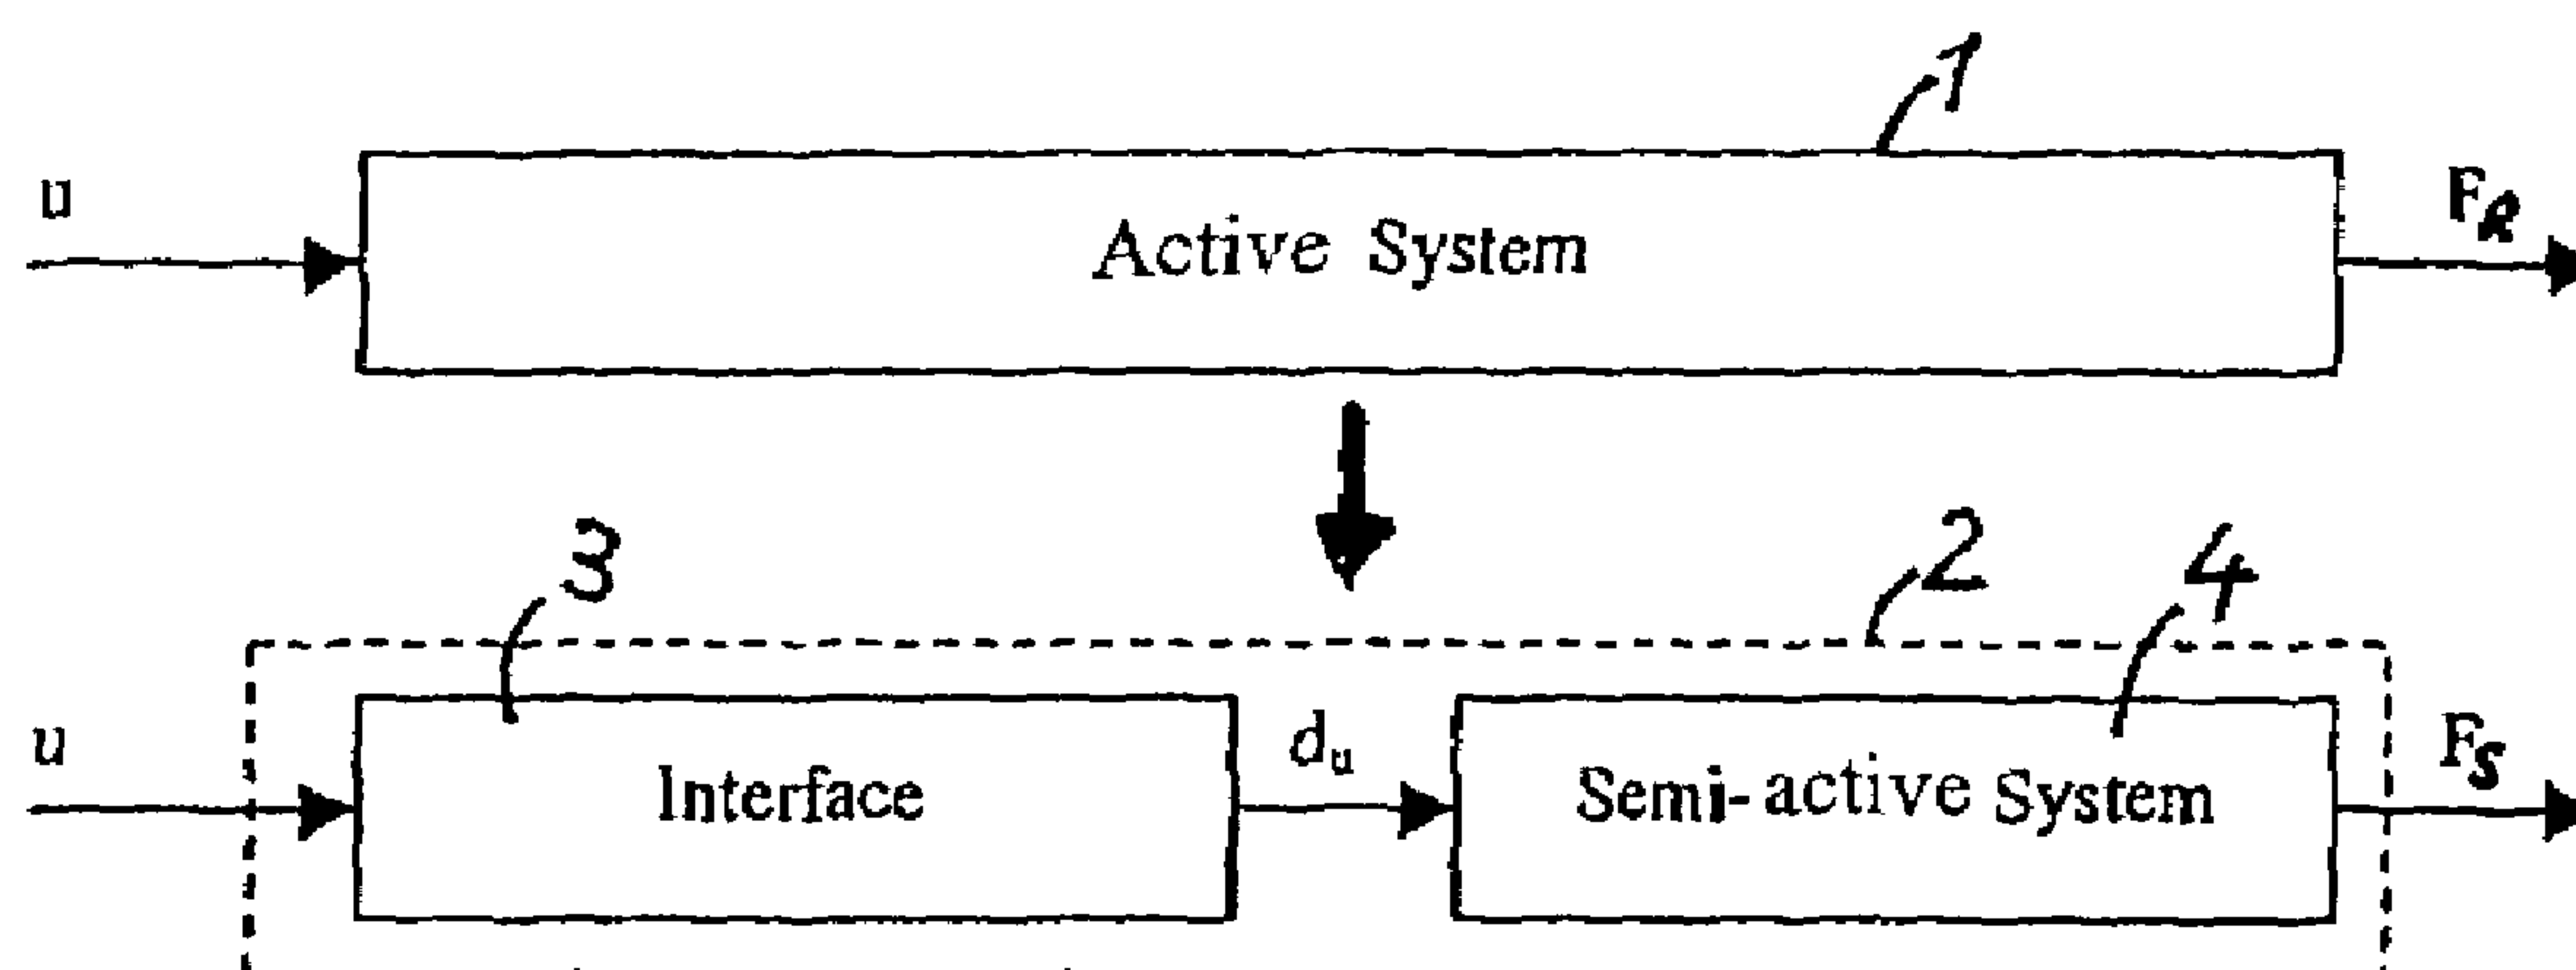 1
u
F_R
Active System
3
2
4
u
d_u
F_S
Interface
Semi-active System